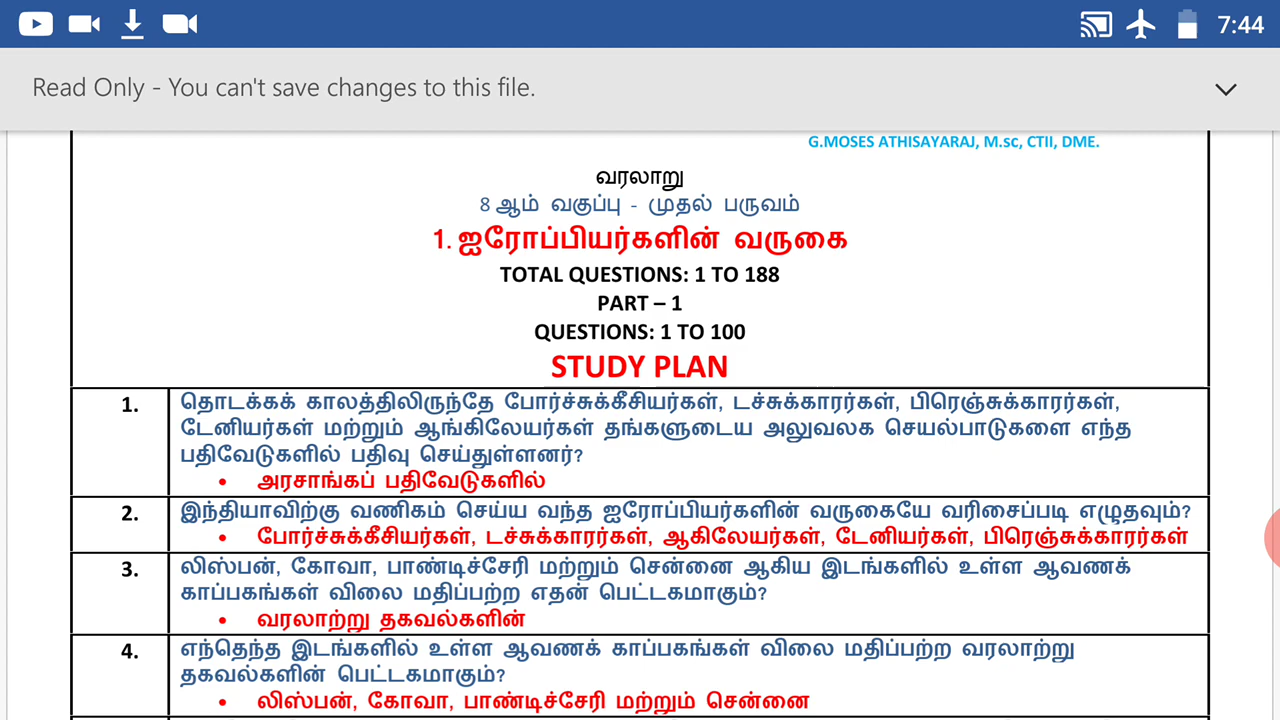 7:44
Read Only - You can't save changes to this file.
G.MOSES ATHISAYARAJ, M.sc, CTII, DME.
வரலாறு
8 ஆம் வகுப்பு - முதல் பருவம்
1. ஐரோப்பியர்களின் வருகை
TOTAL QUESTIONS: 1 TO 188
PART – 1
QUESTIONS: 1 TO 100
STUDY PLAN
1. தொடக்கக் காலத்திலிருந்தே போர்ச்சுக்கீசியர்கள், டச்சுக்காரர்கள், பிரெஞ்சுக்காரர்கள்,
டேனியர்கள் மற்றும் ஆங்கிலேயர்கள் தங்களுடைய அலுவலக செயல்பாடுகளை எந்த
பதிவேடுகளில் பதிவு செய்துள்ளனர்?
• அரசாங்கப் பதிவேடுகளில்
2. இந்தியாவிற்கு வணிகம் செய்ய வந்த ஐரோப்பியர்களின் வருகையே வரிசைப்படி எழுதவும்?
• போர்ச்சுக்கீசியர்கள், டச்சுக்காரர்கள், ஆகிலேயர்கள், டேனியர்கள், பிரெஞ்சுக்காரர்கள்
3. லிஸ்பன், கோவா, பாண்டிச்சேரி மற்றும் சென்னை ஆகிய இடங்களில் உள்ள ஆவணக்
காப்பகங்கள் விலை மதிப்பற்ற எதன் பெட்டகமாகும்?
• வரலாற்று தகவல்களின்
4. எந்தெந்த இடங்களில் உள்ள ஆவணக் காப்பகங்கள் விலை மதிப்பற்ற வரலாற்று
தகவல்களின் பெட்டகமாகும்?
• லிஸ்பன், கோவா, பாண்டிச்சேரி மற்றும் சென்னை